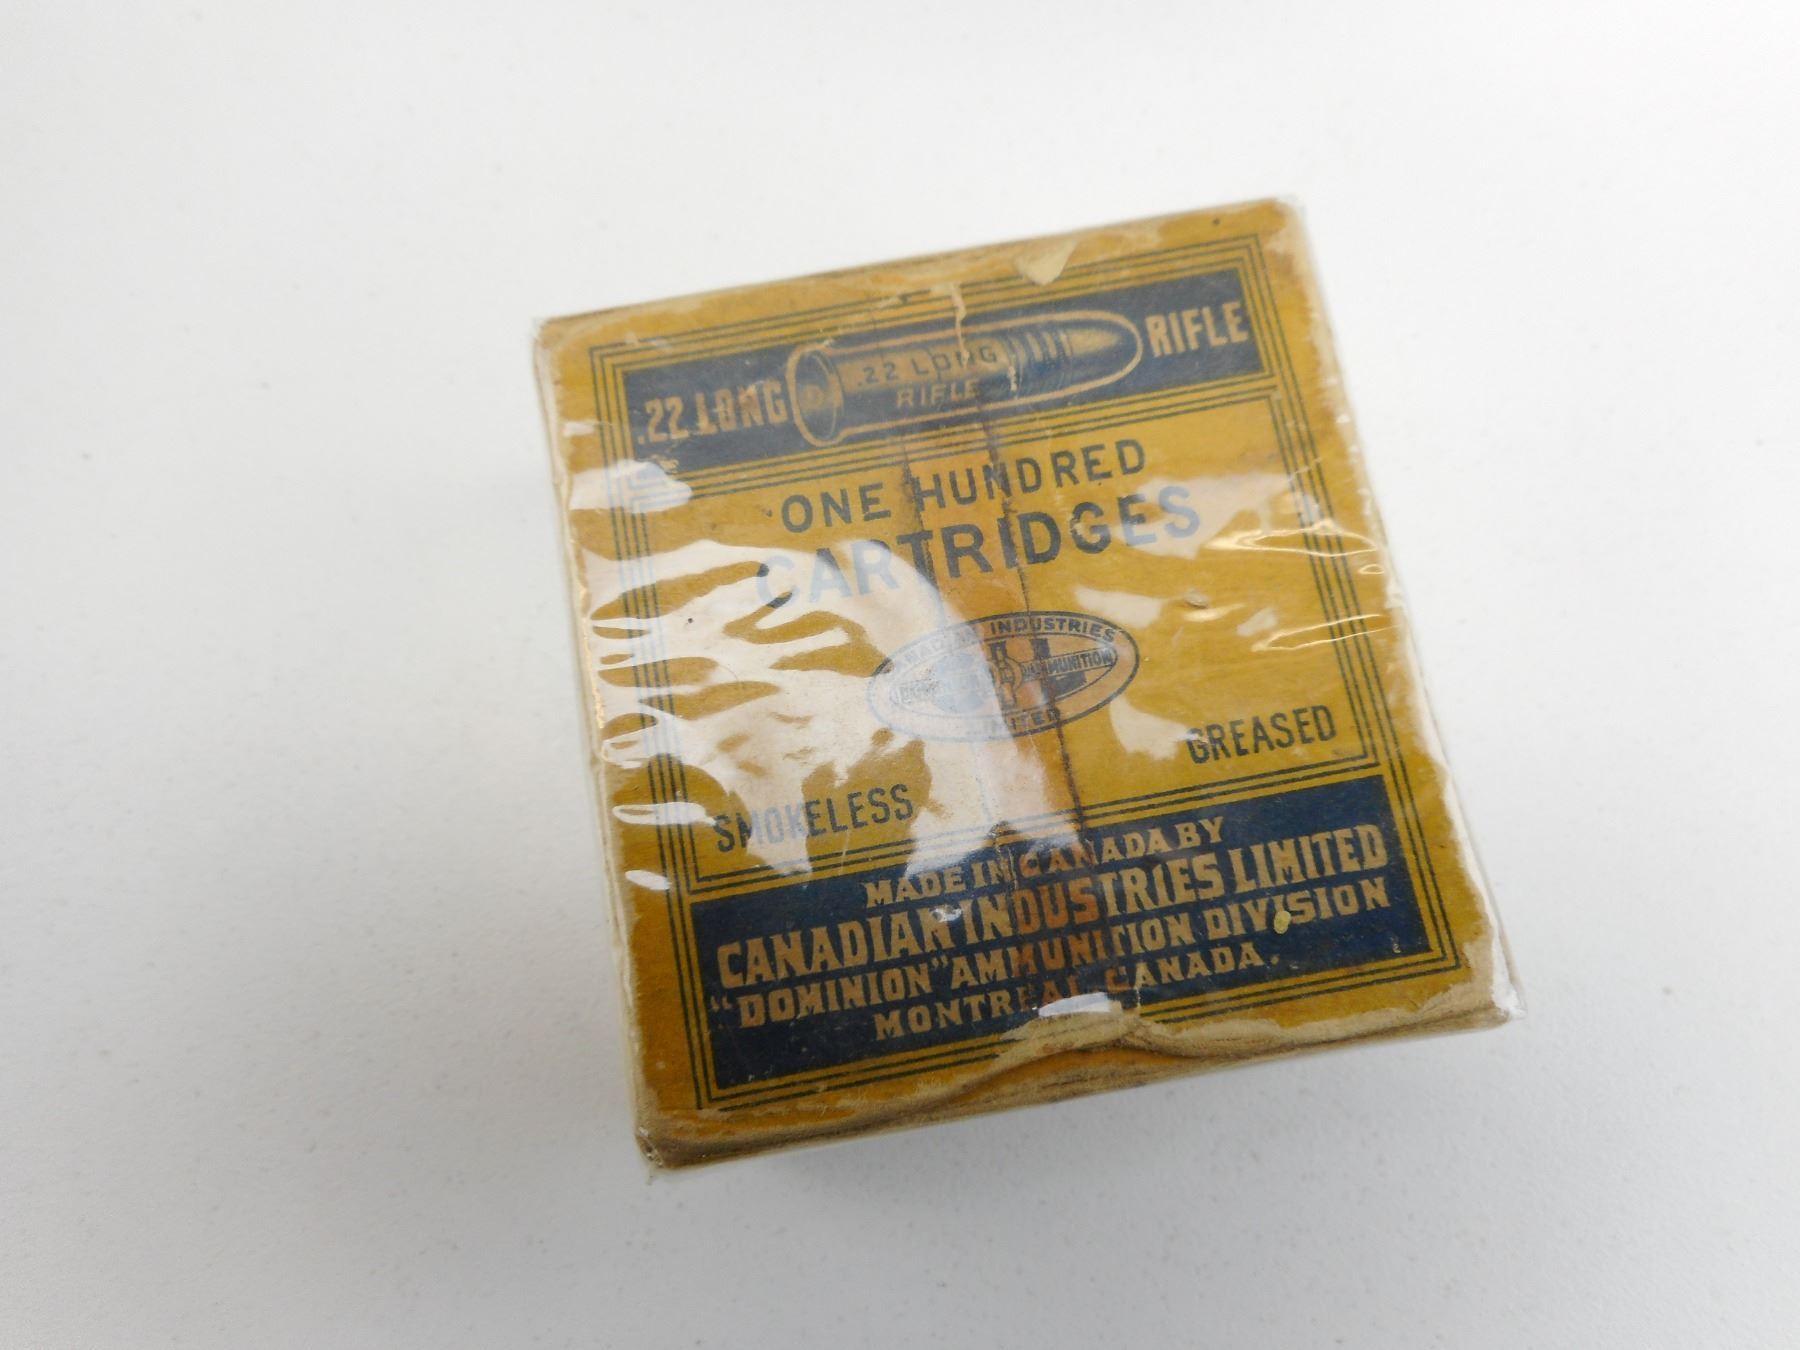 .22 LONG RIFLE
.22 LONG
RIFLE
ONE HUNDRED
CARTRIDGES
CANADIAN INDUSTRIES
AMMUNITION
LIMITED
SMOKELESS GREASED
MADE IN CANADA BY
CANADIAN INDUSTRIES LIMITED
"DOMINION" AMMUNITION DIVISION
MONTREAL, CANADA.